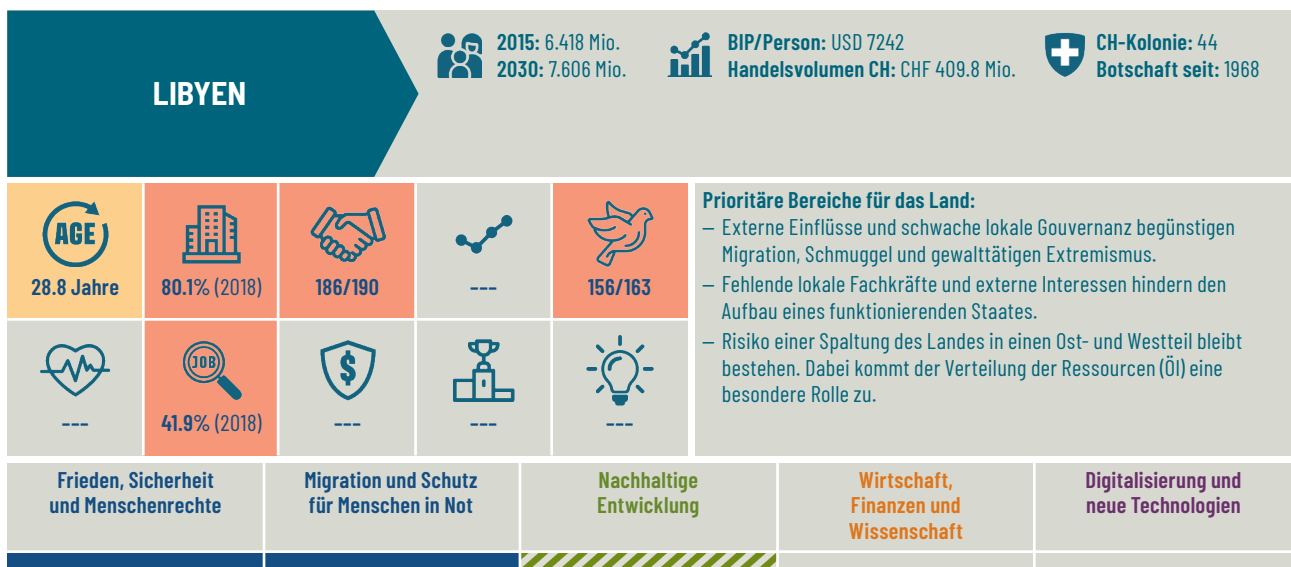 LIBYEN
2015: 6.418 Mio.
2030: 7.606 Mio.
BIP/Person: USD 7242
Handelsvolumen CH: CHF 409.8 Mio.
CH-Kolonie: 44
Botschaft seit: 1968
AGE
28.8 Jahre
80.1% (2018)
186/190
---
156/163
---
JOB
41.9% (2018)
$
---
---
---
Prioritäre Bereiche für das Land:
– Externe Einflüsse und schwache lokale Gouvernanz begünstigen
Migration, Schmuggel und gewalttätigen Extremismus.
– Fehlende lokale Fachkräfte und externe Interessen hindern den
Aufbau eines funktionierenden Staates.
– Risiko einer Spaltung des Landes in einen Ost- und Westteil bleibt
bestehen. Dabei kommt der Verteilung der Ressourcen (Öl) eine
besondere Rolle zu.
Frieden, Sicherheit
und Menschenrechte
Migration und Schutz
für Menschen in Not
Nachhaltige
Entwicklung
Wirtschaft,
Finanzen und
Wissenschaft
Digitalisierung und
neue Technologien